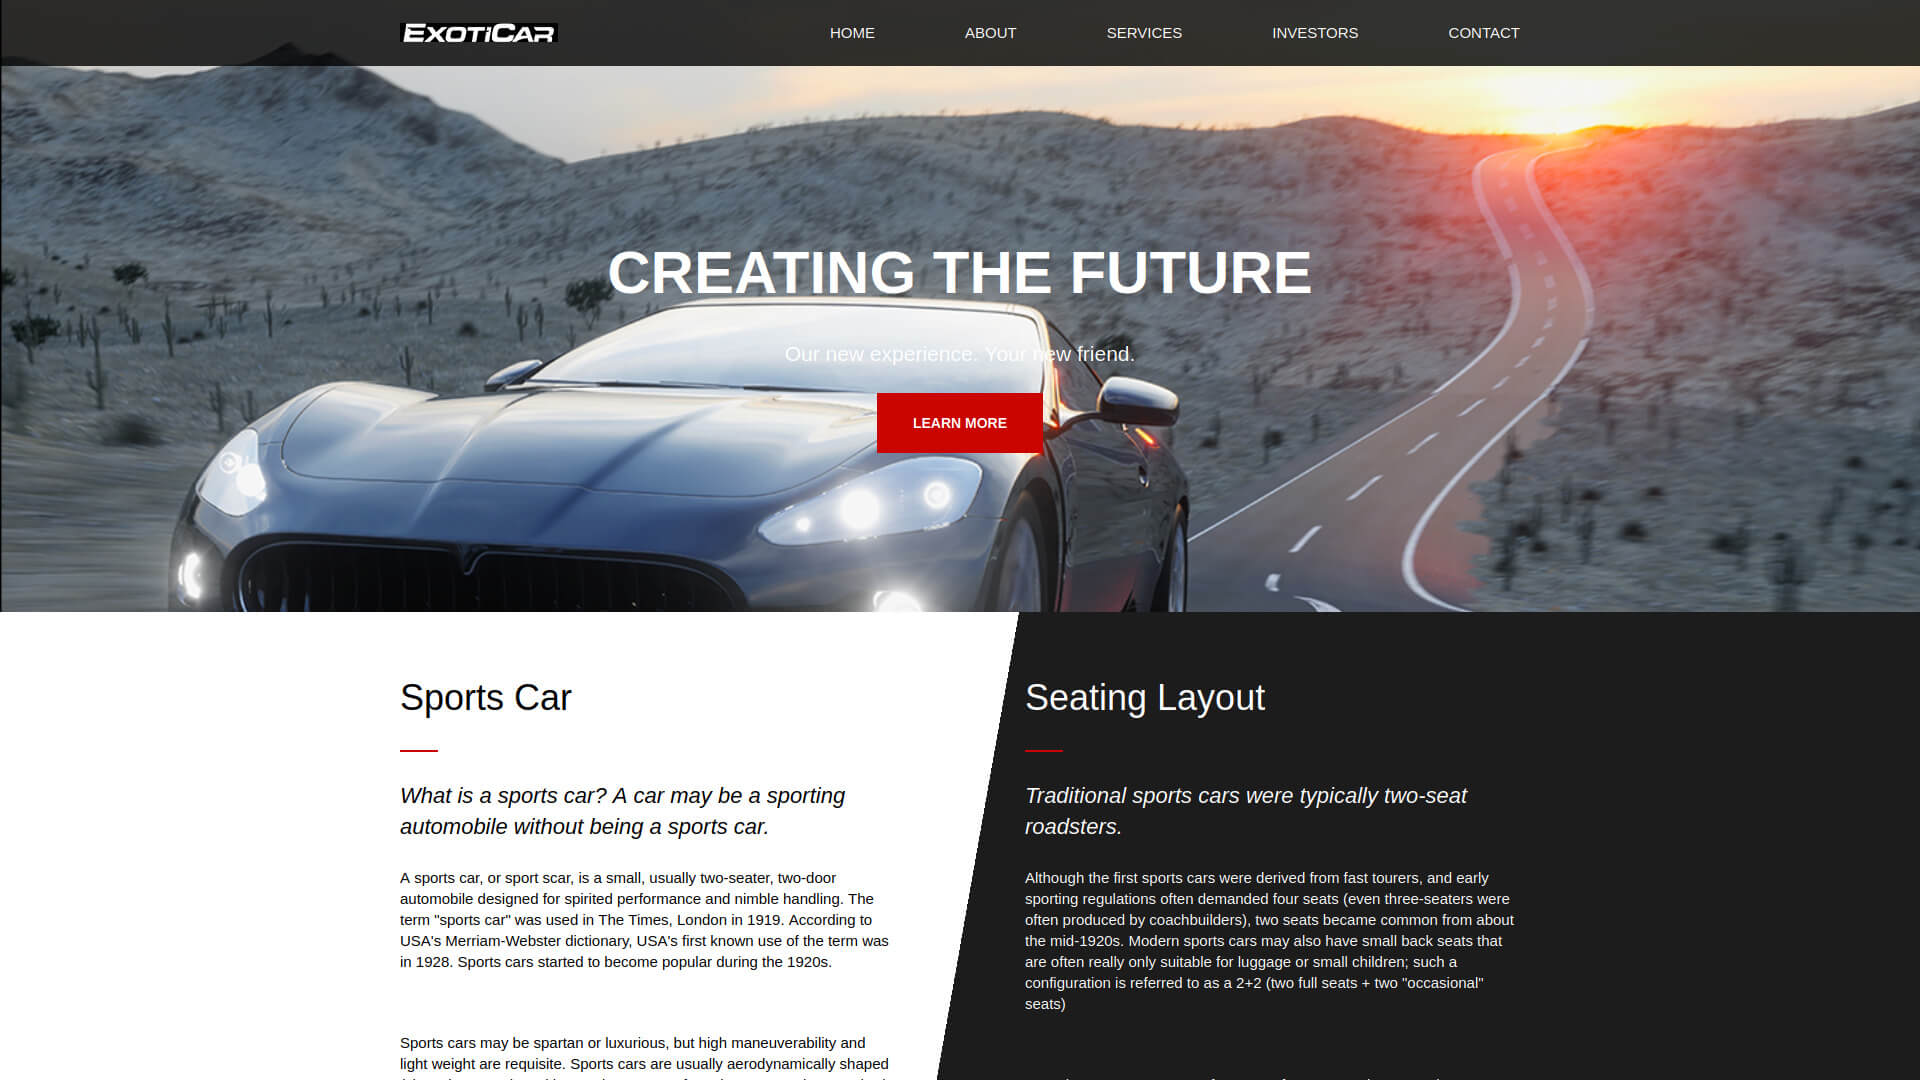 EXOTICAR
HOME ABOUT SERVICES INVESTORS CONTACT
CREATING THE FUTURE
Our new experience. Your new friend.
LEARN MORE
Sports Car
What is a sports car? A car may be a sporting
automobile without being a sports car.
A sports car, or sport scar, is a small, usually two-seater, two-door
automobile designed for spirited performance and nimble handling. The
term "sports car" was used in The Times, London in 1919. According to
USA's Merriam-Webster dictionary, USA's first known use of the term was
in 1928. Sports cars started to become popular during the 1920s.
Sports cars may be spartan or luxurious, but high maneuverability and
light weight are requisite. Sports cars are usually aerodynamically shaped
Seating Layout
Traditional sports cars were typically two-seat
roadsters.
Although the first sports cars were derived from fast tourers, and early
sporting regulations often demanded four seats (even three-seaters were
often produced by coachbuilders), two seats became common from about
the mid-1920s. Modern sports cars may also have small back seats that
are often really only suitable for luggage or small children; such a
configuration is referred to as a 2+2 (two full seats + two "occasional"
seats)